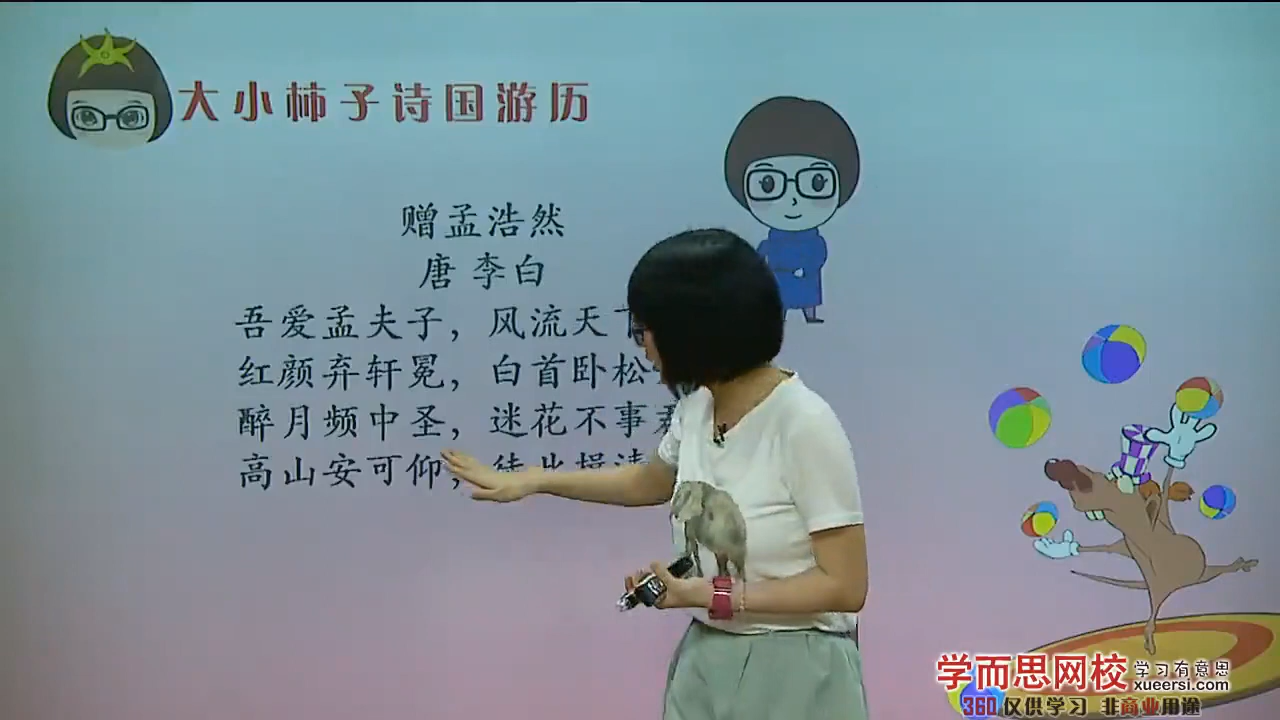 大小柿子诗国游历
赠孟浩然
唐 李白
吾爱孟夫子，风流天
红颜弃轩冕，白首卧松
醉月频中圣，迷花不事
高山安可仰，
学而思网校
学习有意思
xueersi.com
360 仅供学习 非商业用途